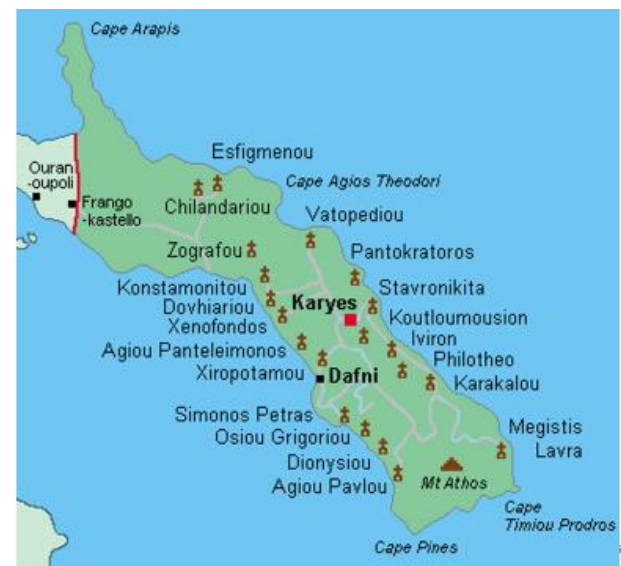 Cape Arapis
Esfigmenou
Ouran
-oupoli
Cape Agios Theodori
Frango
-kastello
Chilandariou
Vatopediou
Zografou
Pantokratoros
Konstamonitou
Stavronikita
Dovhiariou
Karyes
Xenofondos
Koutloumousion
Iviron
Agiou Panteleimonos
Philotheo
Xiropotamou
Dafni
Karakalou
Simonos Petras
Osiou Grigoriou
Megistis
Lavra
Dionysiou
Agiou Pavlou
Mt Athos
Cape
Timiou Prodros
Cape Pines